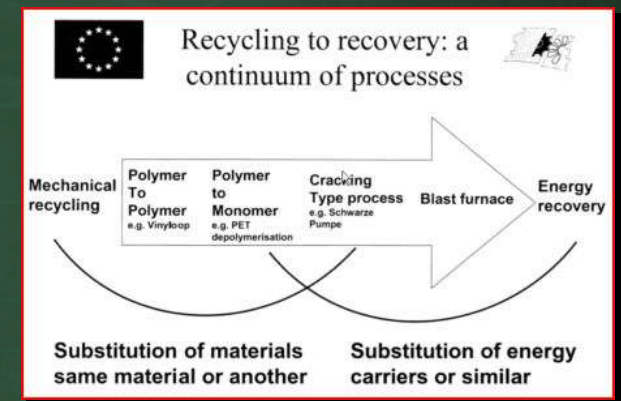 Recycling to recovery: a
continuum of processes
Mechanical
recycling
Polymer
To
Polymer
e.g. Vinyloop
Polymer
to
Monomer
e.g. PET
depolymerisation
Cracking
Type process
e.g. Schwarze
Pumpe
Blast furnace
Energy
recovery
Substitution of materials
same material or another
Substitution of energy
carriers or similar